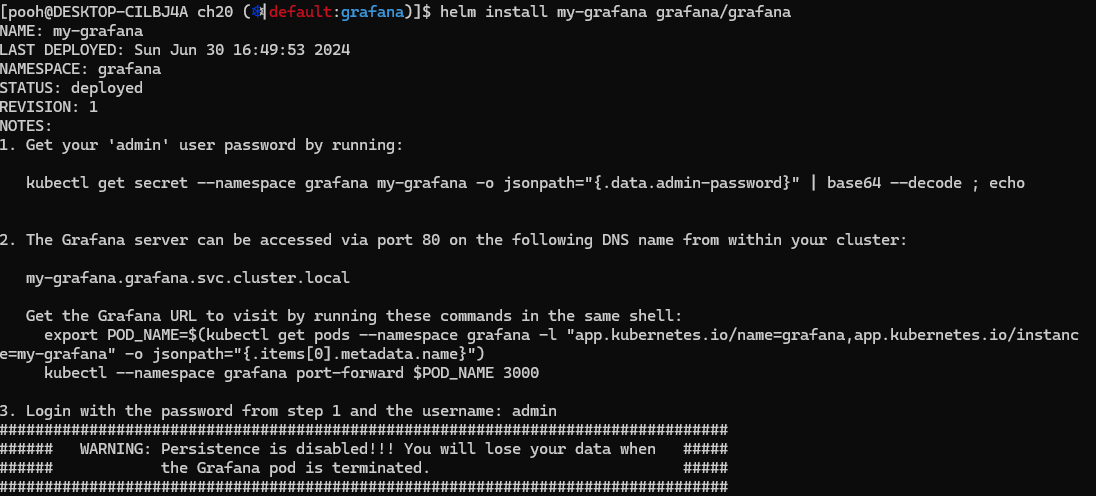 [pooh@DESKTOP-CILBJ4A ch20 (⎈|default:grafana)]$ helm install my-grafana grafana/grafana
NAME: my-grafana
LAST DEPLOYED: Sun Jun 30 16:49:53 2024
NAMESPACE: grafana
STATUS: deployed
REVISION: 1
NOTES:
1. Get your 'admin' user password by running:
   kubectl get secret --namespace grafana my-grafana -o jsonpath="{.data.admin-password}" | base64 --decode ; echo
2. The Grafana server can be accessed via port 80 on the following DNS name from within your cluster:
   my-grafana.grafana.svc.cluster.local
   Get the Grafana URL to visit by running these commands in the same shell:
     export POD_NAME=$(kubectl get pods --namespace grafana -l "app.kubernetes.io/name=grafana,app.kubernetes.io/instanc
e=my-grafana" -o jsonpath="{.items[0].metadata.name}")
     kubectl --namespace grafana port-forward $POD_NAME 3000
3. Login with the password from step 1 and the username: admin
#################################################################################
######   WARNING: Persistence is disabled!!! You will lose your data when   #####
######            the Grafana pod is terminated.                            #####
#################################################################################